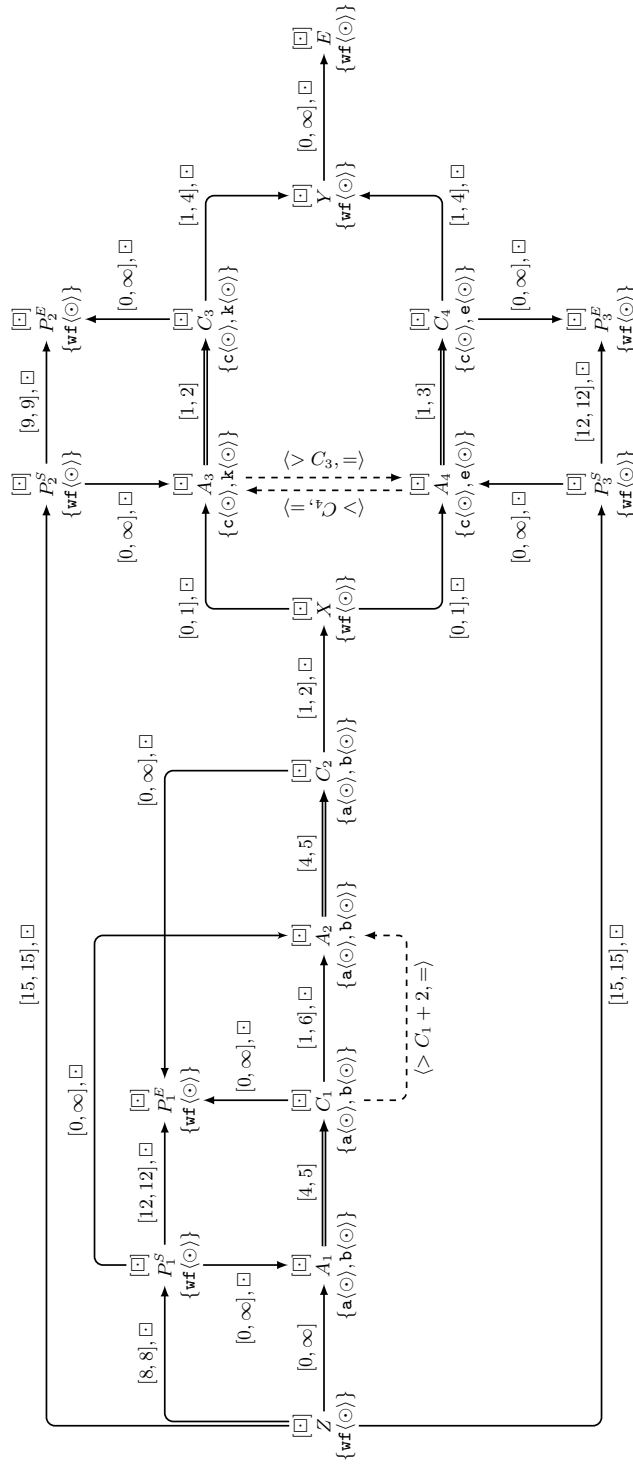 [15, 15], ⊡
[9, 9], ⊡
[⊡]
P₂ˢ
{wf⟨⊙⟩}
[⊡]
P₂ᴱ
{wf⟨⊙⟩}
[0, ∞], ⊡
[0, ∞], ⊡
[0, ∞], ⊡
[0, ∞], ⊡
[8, 8], ⊡
[⊡]
P₁ˢ
{wf⟨⊙⟩}
[12, 12], ⊡
[⊡]
P₁ᴱ
{wf⟨⊙⟩}
[0, ∞], ⊡
[0, ∞], ⊡
[0, 1], ⊡
[⊡]
A₃
{c⟨⊙⟩, k⟨⊙⟩}
[1, 2]
[⊡]
C₃
{c⟨⊙⟩, k⟨⊙⟩}
[1, 4], ⊡
[⊡]
Z
{wf⟨⊙⟩}
[0, ∞]
[⊡]
A₁
{a⟨⊙⟩, b⟨⊙⟩}
[4, 5]
[⊡]
C₁
{a⟨⊙⟩, b⟨⊙⟩}
[1, 6], ⊡
[⊡]
A₂
{a⟨⊙⟩, b⟨⊙⟩}
[4, 5]
[⊡]
C₂
{a⟨⊙⟩, b⟨⊙⟩}
[1, 2], ⊡
[⊡]
X
{wf⟨⊙⟩}
⟨> C₄, =⟩
⟨> C₃, =⟩
[⊡]
Y
{wf⟨⊙⟩}
[0, ∞], ⊡
[⊡]
E
{wf⟨⊙⟩}
⟨> C₁ + 2, =⟩
[0, 1], ⊡
[⊡]
A₄
{c⟨⊙⟩, e⟨⊙⟩}
[1, 3]
[⊡]
C₄
{c⟨⊙⟩, e⟨⊙⟩}
[1, 4], ⊡
[0, ∞], ⊡
[0, ∞], ⊡
[15, 15], ⊡
[⊡]
P₃ˢ
{wf⟨⊙⟩}
[12, 12], ⊡
[⊡]
P₃ᴱ
{wf⟨⊙⟩}